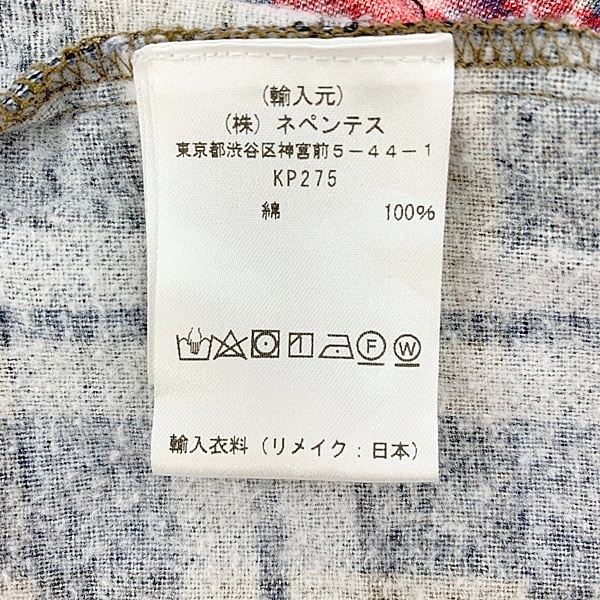 (輸入元)
(株) ネペンテス
東京都渋谷区神宮前5-44-1
KP275
綿 100%
F W
輸入衣料 (リメイク:日本)